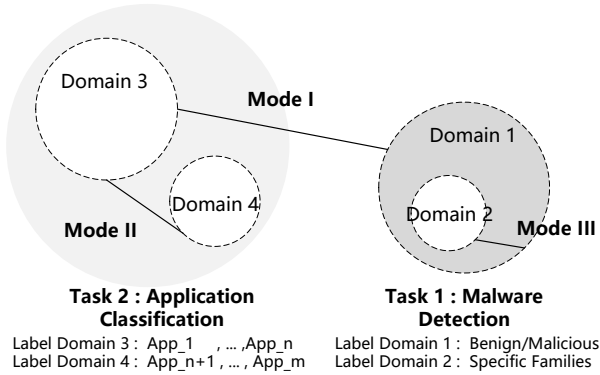 Domain 3
Mode I
Domain 1
Domain 4
Domain 2
Mode II
Mode III
Task 2 : Application
Classification
Label Domain 3 : App_1 , ... ,App_n
Label Domain 4 : App_n+1 , ... , App_m
Task 1 : Malware
Detection
Label Domain 1 : Benign/Malicious
Label Domain 2 : Specific Families